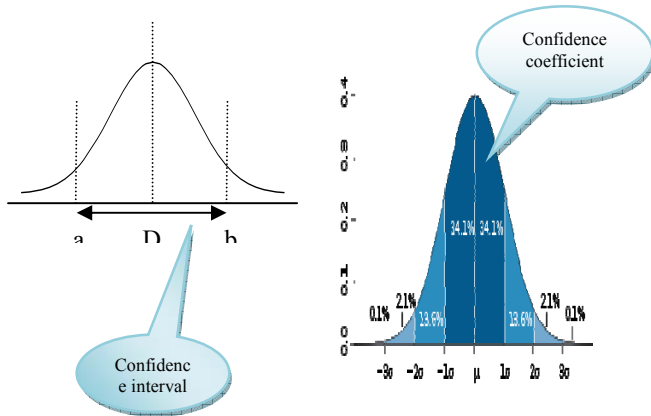 Confidence
coefficient
0.4
0.3
0.2
0.1
0.0
34.1% 34.1%
0.1% 2.1% 13.6% 13.6% 2.1% 0.1%
-3σ -2σ -1σ μ 1σ 2σ 3σ
a D b
Confidenc
e interval